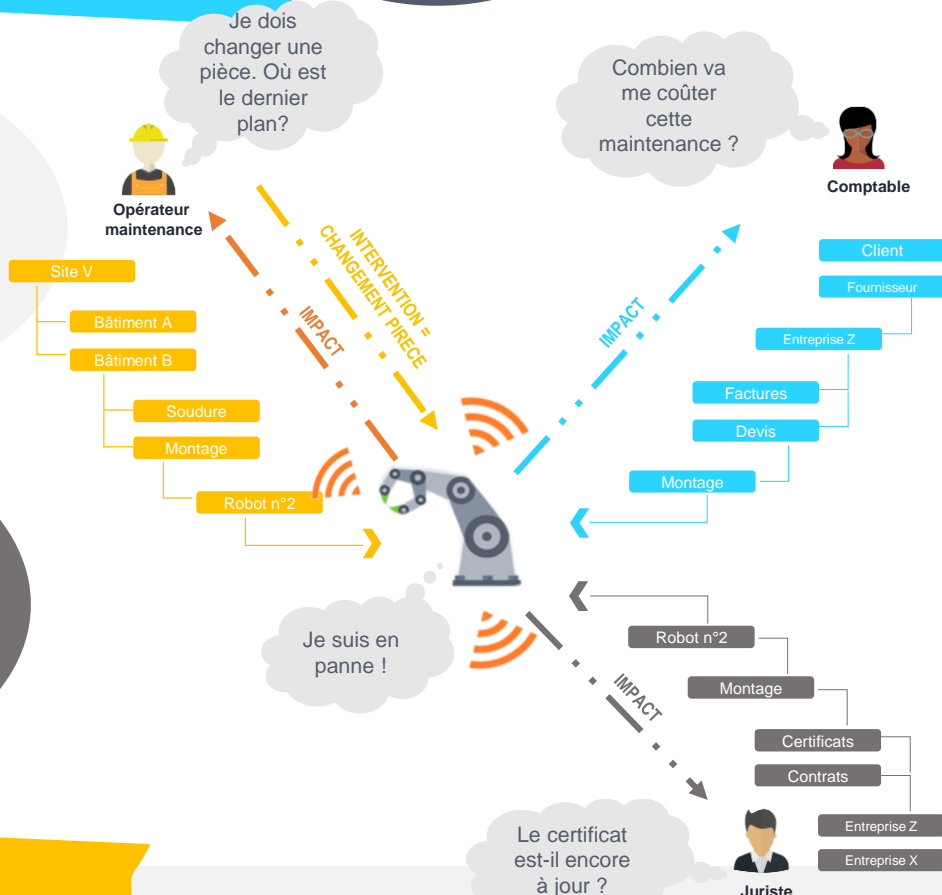 Je dois
changer une
pièce. Où est
le dernier
plan?
Combien va
me coûter
cette
maintenance ?
Opérateur
maintenance
Comptable
INTERVENTION =
CHANGEMENT PIRECE
IMPACT
IMPACT
Site V
Bâtiment A
Bâtiment B
Soudure
Montage
Robot n°2
Client
Fournisseur
Entreprise Z
Factures
Devis
Montage
Je suis en
panne !
IMPACT
Robot n°2
Montage
Certificats
Contrats
Entreprise Z
Entreprise X
Le certificat
est-il encore
à jour ?
Juriste